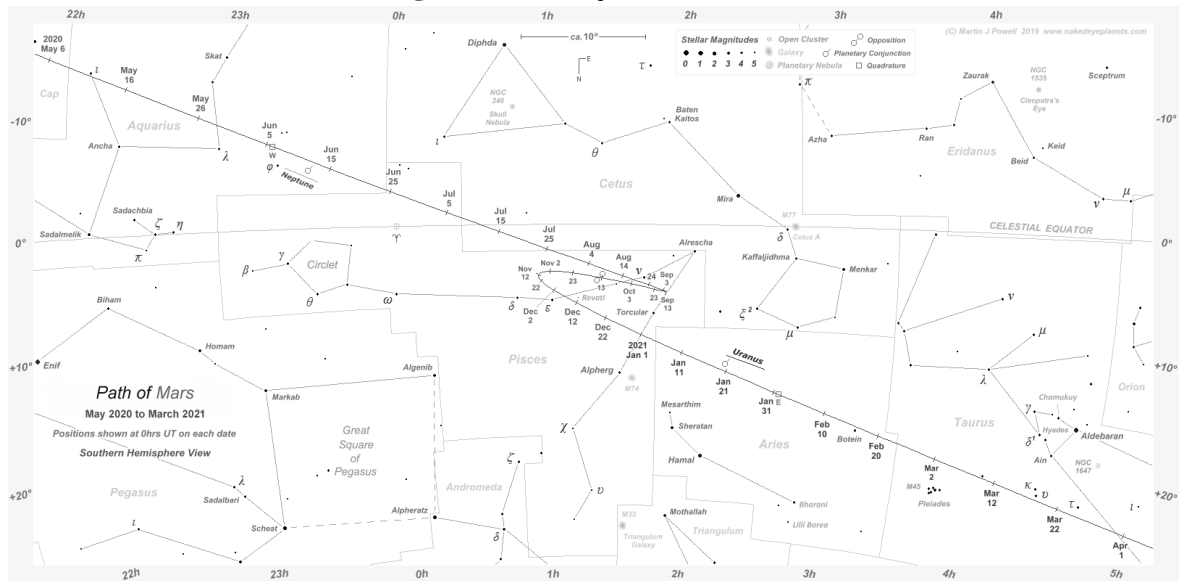 22h
23h
0h
1h
2h
3h
4h
2020
May 6
ι
May
16
Skat
Diphda
ca. 10°
E
N
τ
Stellar Magnitudes
0 1 2 3 4 5
Open Cluster
Galaxy
Planetary Nebula
Opposition
Planetary Conjunction
Quadrature
(C) Martin J Powell 2019 www.nakedeyeplanets.com
Cap
-10°
Aquarius
May
26
Jun
5
W
Ancha
λ
φ
Neptune
Jun
15
Jun
25
NGC
246
Skull
Nebula
ι
θ
Baten
Kaitos
π
Azha
Ran
Zaurak
NGC
1535
Cleopatra's
Eye
Sceptrum
-10°
Eridanus
Keid
Beid
ν
μ
Cetus
Mira
M77
Cetus A
δ
CELESTIAL EQUATOR
Jul
5
Jul
15
Jul
25
Sadachbia
ζ
η
Sadalmelik
π
0°
♈
0°
Aug
4
Aug
14
Alrescha
ν
Kaffaljidhma
Menkar
γ
β
Circlet
θ
ω
δ
ε
Nov
12
Nov 2
23
22
13
24
Sep
3
Oct
3
23
Sep
13
Revati
Dec
2
Dec
12
Dec
22
Torcular
2021
Jan 1
ξ²
μ
ν
μ
Biham
Enif
+10°
Homam
Algenib
Pisces
Alpherg
M74
Jan
11
Uranus
Jan
21
Jan
31
E
λ
+10°
Orion
Path of Mars
May 2020 to March 2021
Positions shown at 0hrs UT on each date
Southern Hemisphere View
Markab
Great
Square
of
Pegasus
Mesarthim
Sheratan
Hamal
Aries
Feb
10
Botein
Feb
20
Taurus
Chamukuy
γ
Hyades
δ¹
Aldebaran
Ain
NGC
1647
χ
υ
ζ
Andromeda
Mar
2
M45
Pleiades
Mar
12
κ
υ
τ
Mar
22
ι
+20°
+20°
Pegasus
λ
Sadalbari
Scheat
Alpheratz
ι
δ
M33
Triangulum
Galaxy
Mothallah
Triangulum
Bharani
Lilii Borea
Apr
1
22h
23h
0h
1h
2h
3h
4h
5h